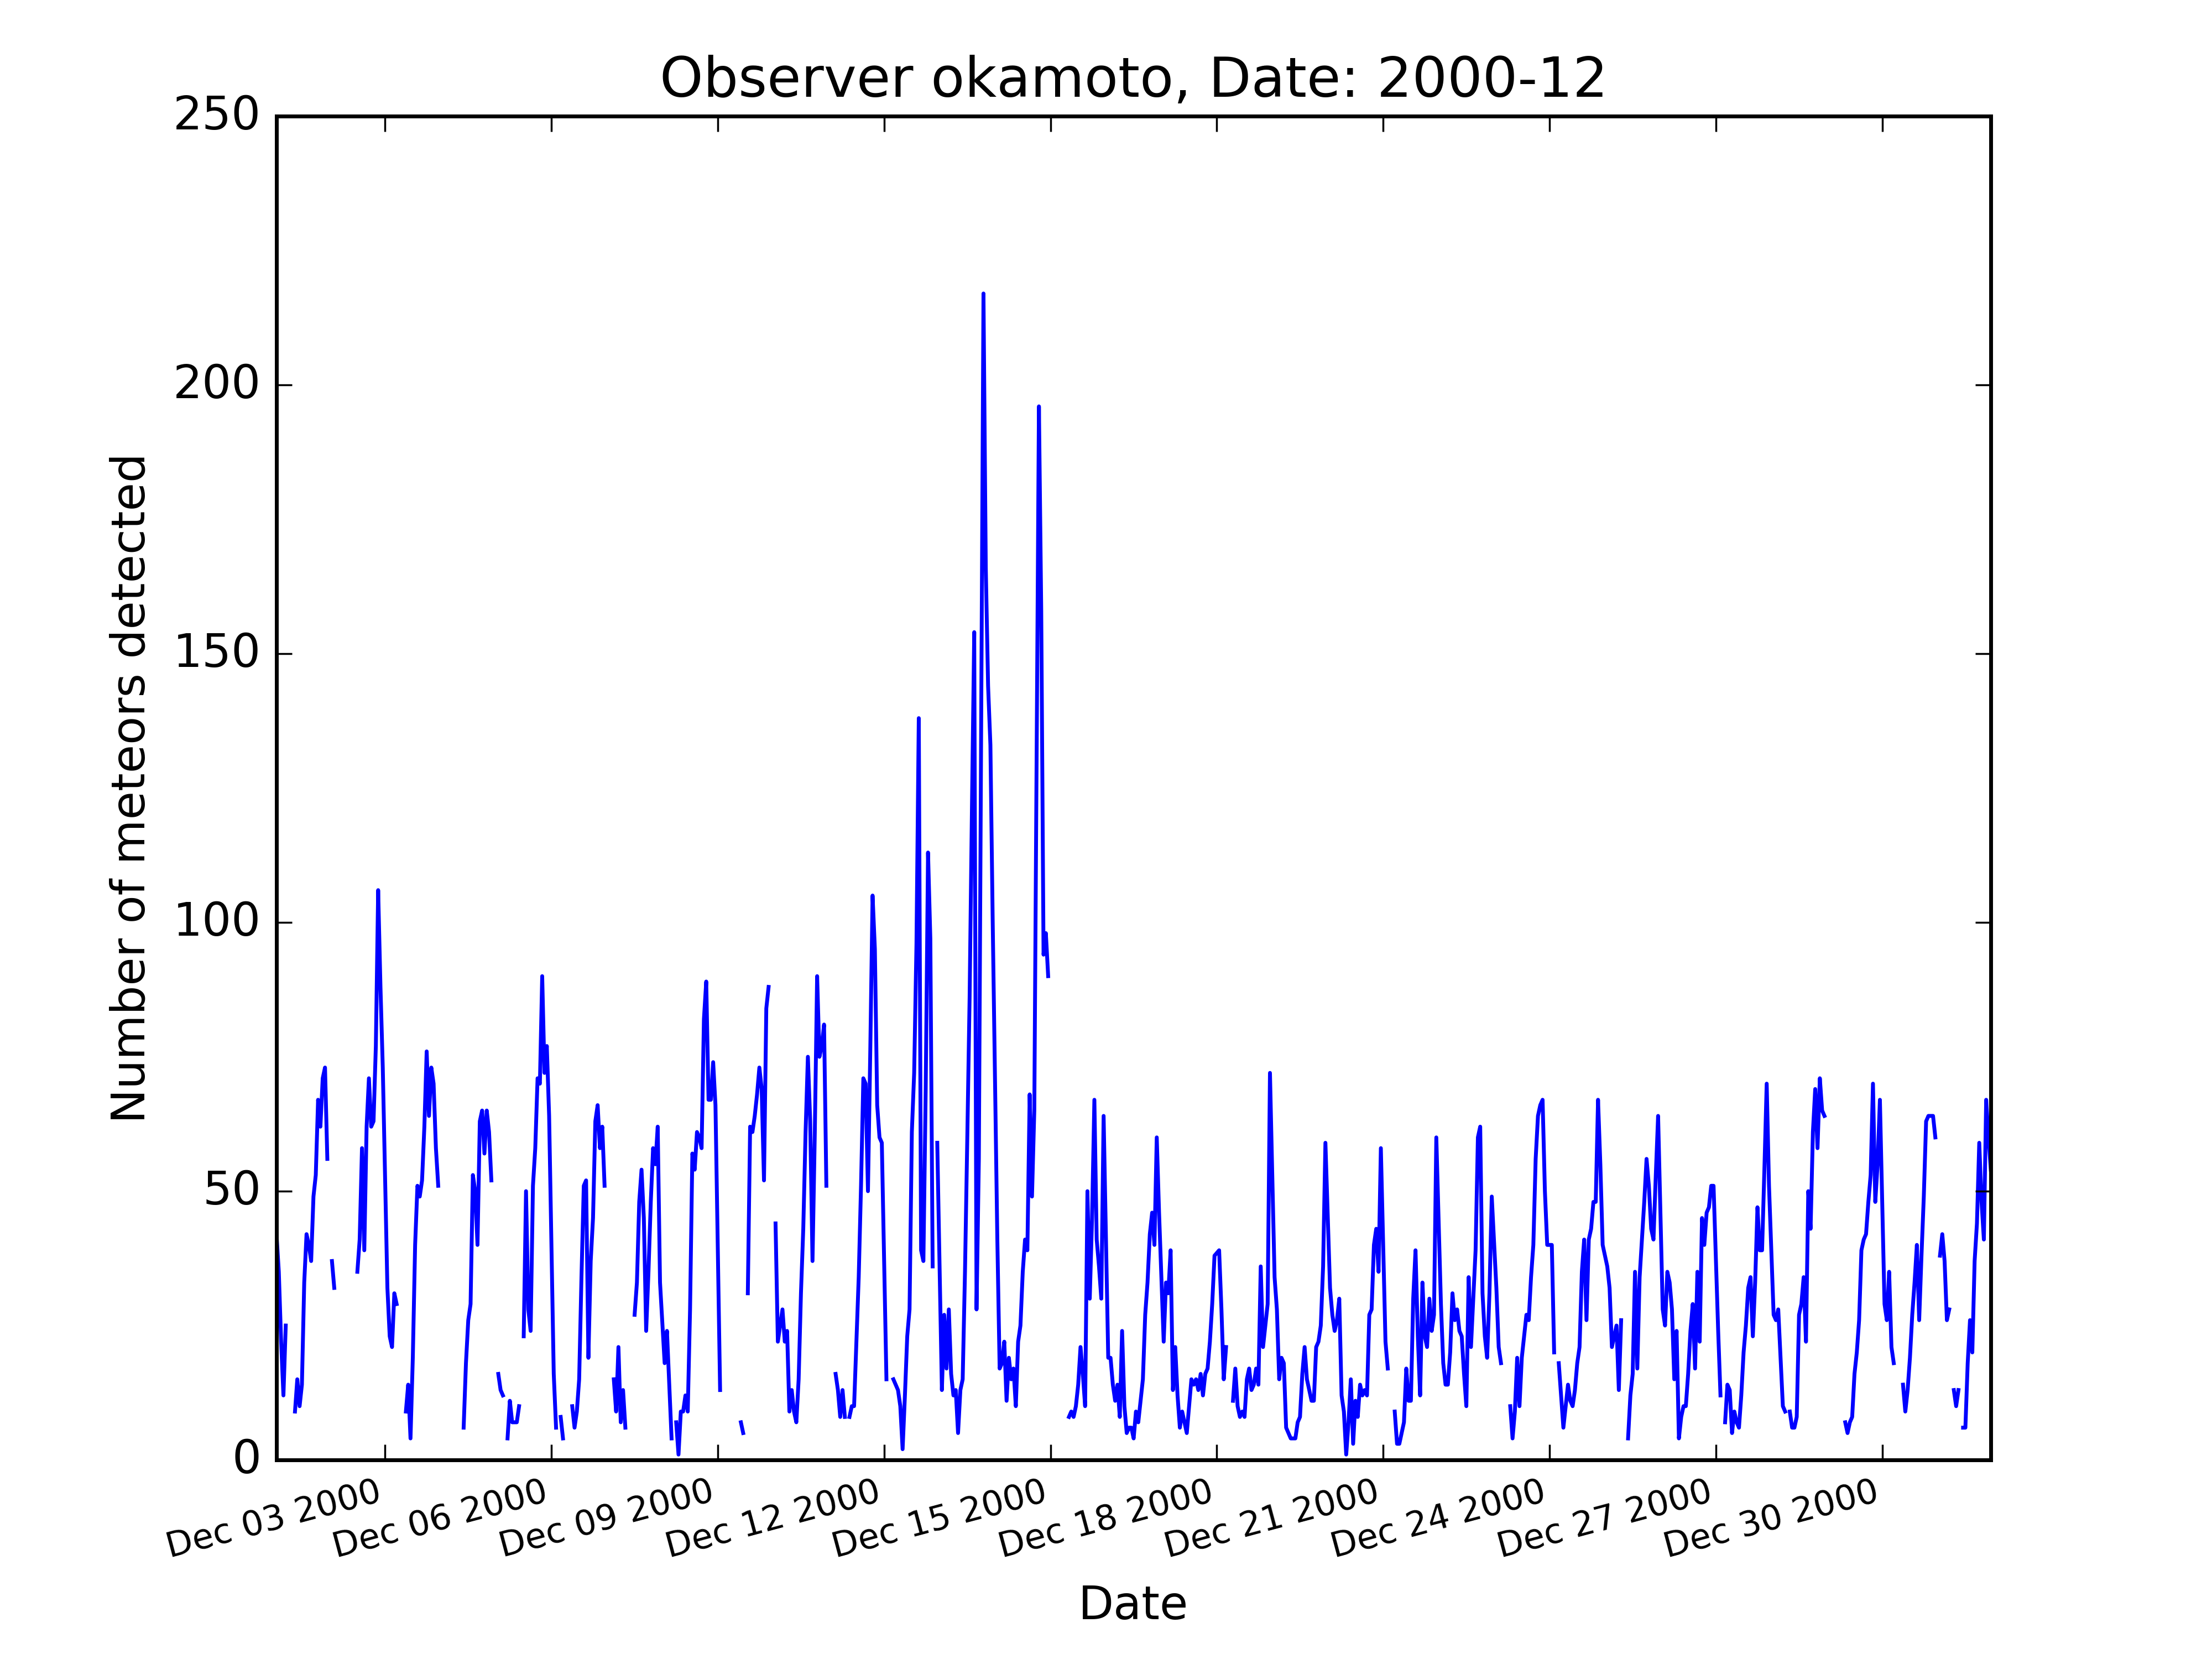 Observer okamoto, Date: 2000-12
250
200
150
100
50
0
Number of meteors detected
Dec 03 2000
Dec 06 2000
Dec 09 2000
Dec 12 2000
Dec 15 2000
Dec 18 2000
Dec 21 2000
Dec 24 2000
Dec 27 2000
Dec 30 2000
Date